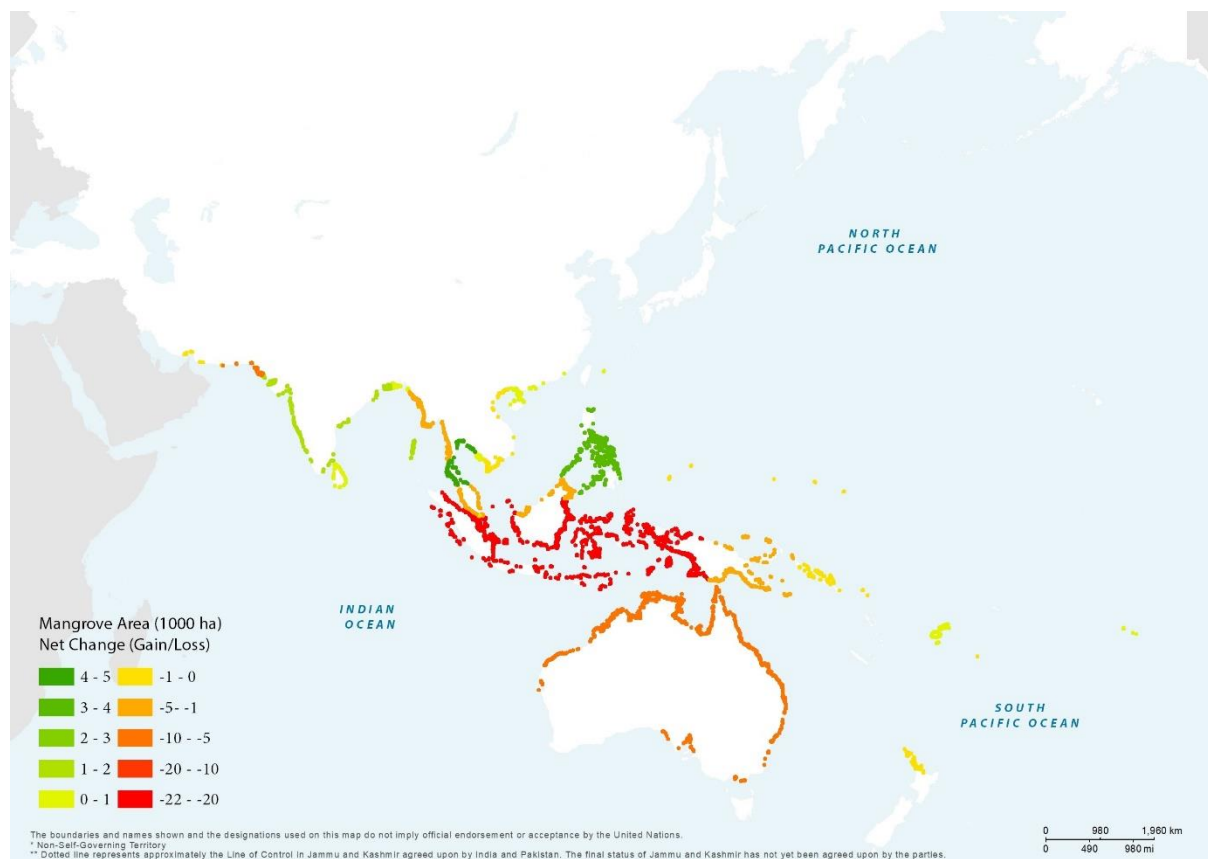 NORTH
PACIFIC OCEAN
INDIAN
OCEAN
SOUTH
PACIFIC OCEAN
Mangrove Area (1000 ha)
Net Change (Gain/Loss)
4 - 5
-1 - 0
3 - 4
-5- -1
2 - 3
-10 - -5
1 - 2
-20 - -10
0 - 1
-22 - -20
The boundaries and names shown and the designations used on this map do not imply official endorsement or acceptance by the United Nations.
* Non-Self-Governing Territory
** Dotted line represents approximately the Line of Control in Jammu and Kashmir agreed upon by India and Pakistan. The final status of Jammu and Kashmir has not yet been agreed upon by the parties.
0 980 1,960 km
0 490 980 mi